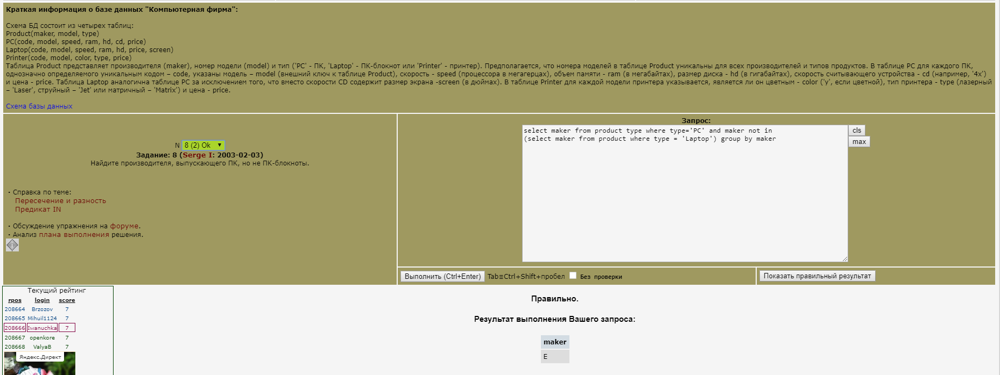 Краткая информация о базе данных "Компьютерная фирма":
Схема БД состоит из четырех таблиц:
Product(maker, model, type)
PC(code, model, speed, ram, hd, cd, price)
Laptop(code, model, speed, ram, hd, price, screen)
Printer(code, model, color, type, price)
Таблица Product представляет производителя (maker), номер модели (model) и тип ('PC' - ПК, 'Laptop' - ПК-блокнот или 'Printer' - принтер). Предполагается, что номера моделей в таблице Product уникальны для всех производителей и типов продуктов. В таблице PC для каждого ПК,
однозначно определяемого уникальным кодом – code, указаны модель – model (внешний ключ к таблице Product), скорость - speed (процессора в мегагерцах), объем памяти - ram (в мегабайтах), размер диска - hd (в гигабайтах), скорость считывающего устройства - cd (например, '4x')
и цена - price. Таблица Laptop аналогична таблице РС за исключением того, что вместо скорости CD содержит размер экрана -screen (в дюймах). В таблице Printer для каждой модели принтера указывается, является ли он цветным - color ('y', если цветной), тип принтера - type (лазерный
– 'Laser', струйный – 'Jet' или матричный – 'Matrix') и цена - price.
Схема базы данных
N 8 (2) Ok
Задание: 8 (Serge I: 2003-02-03)
Найдите производителя, выпускающего ПК, но не ПК-блокноты.
· Справка по теме:
Пересечение и разность
Предикат IN
· Обсуждение упражнения на форуме.
· Анализ плана выполнения решения.
Запрос:
select maker from product type where type='PC' and maker not in
(select maker from product where type = 'Laptop') group by maker
cls
max
Выполнить (Ctrl+Enter) Tab≡Ctrl+Shift+пробел Без проверки
Показать правильный результат
Текущий рейтинг
rpos login score
208664 Brzozov 7
208665 Mihuil1124 7
208666 Iwanuchka 7
208667 openkore 7
208668 ValyaB 7
Яндекс.Директ
Правильно.
Результат выполнения Вашего запроса:
maker
E